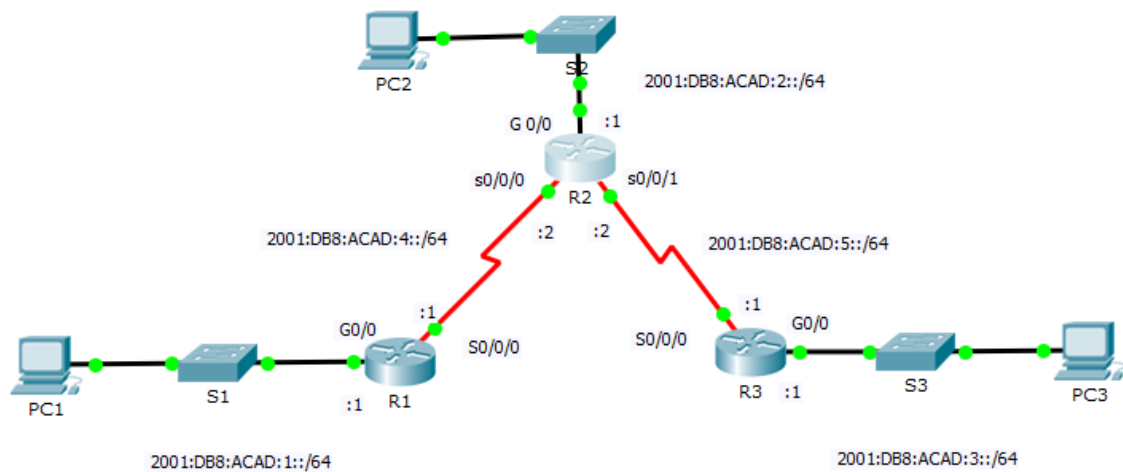 PC2
S2
2001:DB8:ACAD:2::/64
G 0/0
:1
s0/0/0
R2
s0/0/1
2001:DB8:ACAD:4::/64
:2
:2
2001:DB8:ACAD:5::/64
:1
:1
G0/0
S0/0/0
S0/0/0
G0/0
PC1
S1
:1
R1
R3
:1
S3
PC3
2001:DB8:ACAD:1::/64
2001:DB8:ACAD:3::/64